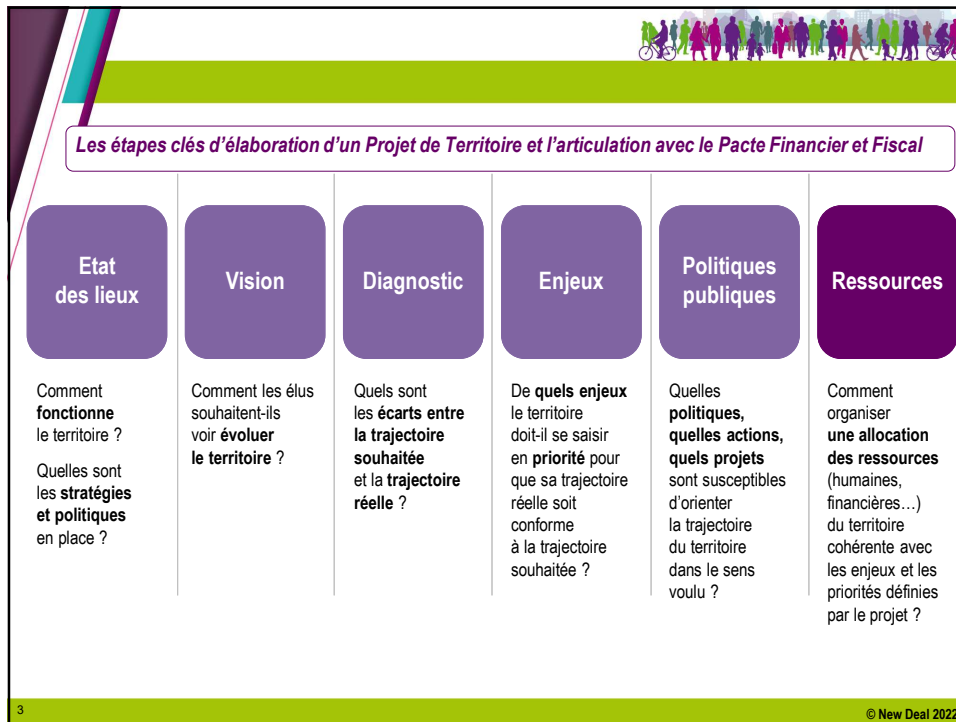 Les étapes clés d'élaboration d'un Projet de Territoire et l'articulation avec le Pacte Financier et Fiscal
Etat
des lieux
Comment
fonctionne
le territoire ?
Quelles sont
les stratégies
et politiques
en place ?
Vision
Comment les élus
souhaitent-ils
voir évoluer
le territoire ?
Diagnostic
Quels sont
les écarts entre
la trajectoire
souhaitée
et la trajectoire
réelle ?
Enjeux
De quels enjeux
le territoire
doit-il se saisir
en priorité pour
que sa trajectoire
réelle soit
conforme
à la trajectoire
souhaitée ?
Politiques
publiques
Quelles
politiques,
quelles actions,
quels projets
sont susceptibles
d'orienter
la trajectoire
du territoire
dans le sens
voulu ?
Ressources
Comment
organiser
une allocation
des ressources
(humaines,
financières…)
du territoire
cohérente avec
les enjeux et les
priorités définies
par le projet ?
3
© New Deal 2022